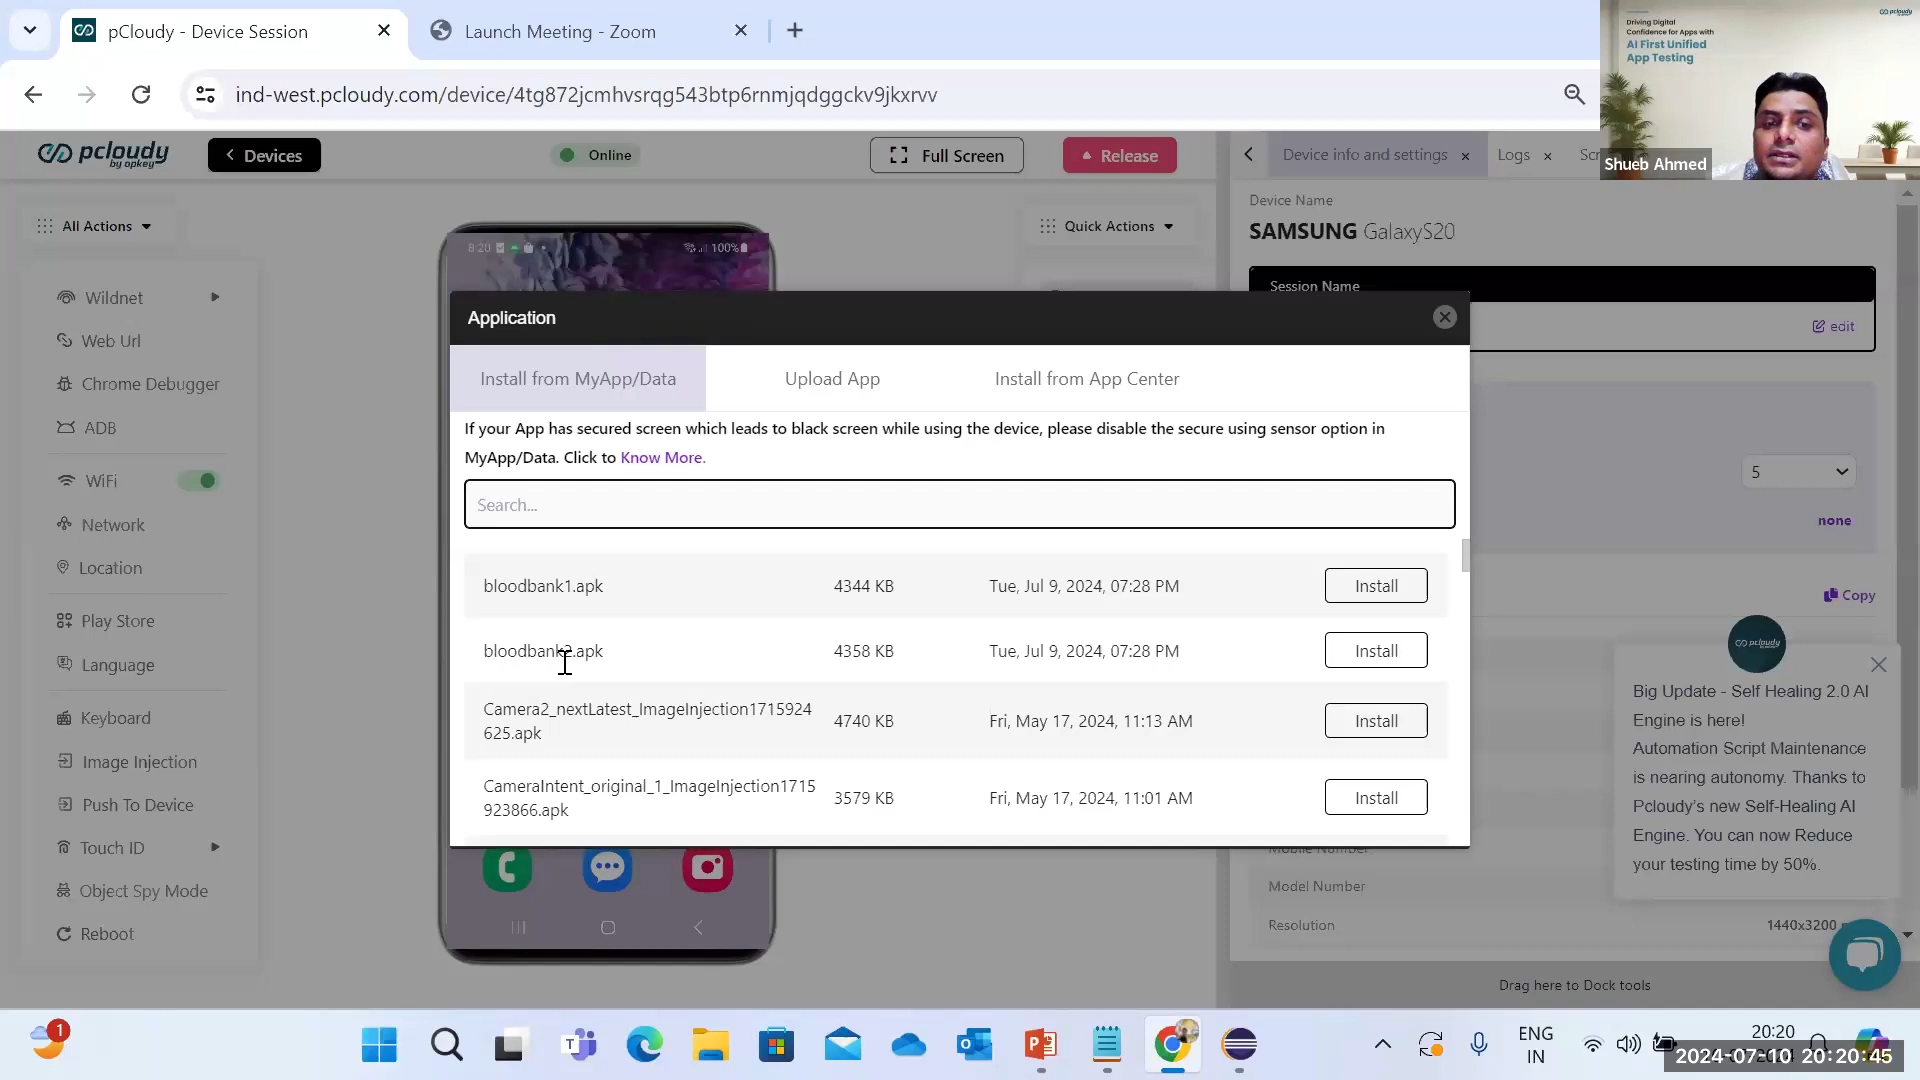 pCloudy - Device Session
Launch Meeting - Zoom
ind-west.pcloudy.com/device/4tg872jcmhvsrqg543btp6rnmjqdggckv9jkxrvv
pcloudy
Driving Digital
Confidence for Apps with
AI First Unified
App Testing
Shueb Ahmed
pcloudy
by opkey
Devices
Online
Full Screen
Release
Device info and settings
Logs
All Actions
Quick Actions
8:20
100%
Device Name
SAMSUNG GalaxyS20
Session Name
edit
Wildnet
Web Url
Chrome Debugger
ADB
WiFi
Network
Location
Play Store
Language
Keyboard
Image Injection
Push To Device
Touch ID
Object Spy Mode
Reboot
Application
Install from MyApp/Data
Upload App
Install from App Center
If your App has secured screen which leads to black screen while using the device, please disable the secure using sensor option in
MyApp/Data. Click to Know More.
Search...
bloodbank1.apk 4344 KB Tue, Jul 9, 2024, 07:28 PM Install
bloodbank2.apk 4358 KB Tue, Jul 9, 2024, 07:28 PM Install
Camera2_nextLatest_ImageInjection1715924
625.apk
4740 KB Fri, May 17, 2024, 11:13 AM Install
CameraIntent_original_1_ImageInjection1715
923866.apk
3579 KB Fri, May 17, 2024, 11:01 AM Install
5
none
Copy
pcloudy
Big Update - Self Healing 2.0 AI
Engine is here!
Automation Script Maintenance
is nearing autonomy. Thanks to
Pcloudy's new Self-Healing AI
Engine. You can now Reduce
your testing time by 50%.
Mobile Number
Model Number
Resolution
1440x3200
Drag here to Dock tools
1
ENG
IN
20:20
2024-07-10 20:20:45